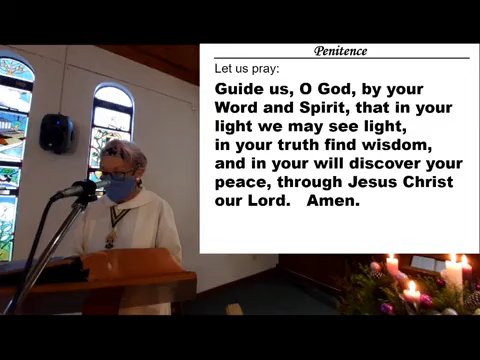 Penitence
Let us pray:
Guide us, O God, by your
Word and Spirit, that in your
light we may see light,
in your truth find wisdom,
and in your will discover your
peace, through Jesus Christ
our Lord. Amen.